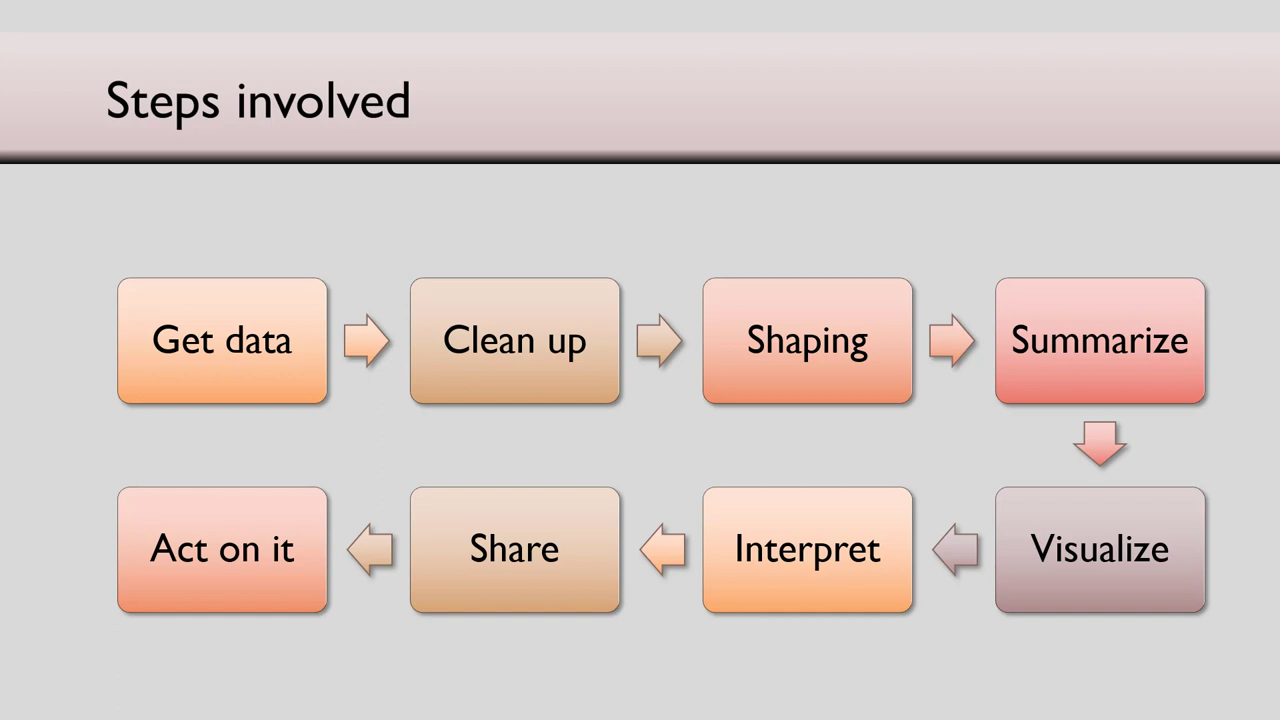 Steps involved
Get data
Clean up
Shaping
Summarize
Visualize
Interpret
Share
Act on it